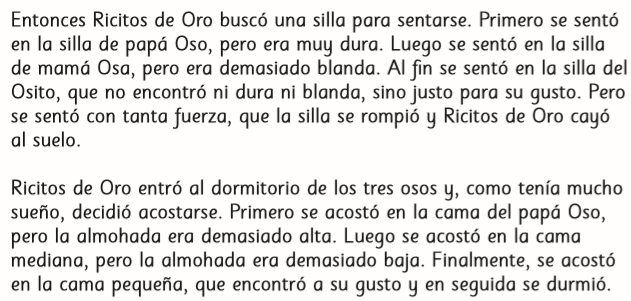 Entonces Ricitos de Oro buscó una silla para sentarse. Primero se sentó
en la silla de papá Oso, pero era muy dura. Luego se sentó en la silla
de mamá Osa, pero era demasiado blanda. Al fin se sentó en la silla del
Osito, que no encontró ni dura ni blanda, sino justo para su gusto. Pero
se sentó con tanta fuerza, que la silla se rompió y Ricitos de Oro cayó
al suelo.
Ricitos de Oro entró al dormitorio de los tres osos y, como tenía mucho
sueño, decidió acostarse. Primero se acostó en la cama del papá Oso,
pero la almohada era demasiado alta. Luego se acostó en la cama
mediana, pero la almohada era demasiado baja. Finalmente, se acostó
en la cama pequeña, que encontró a su gusto y en seguida se durmió.